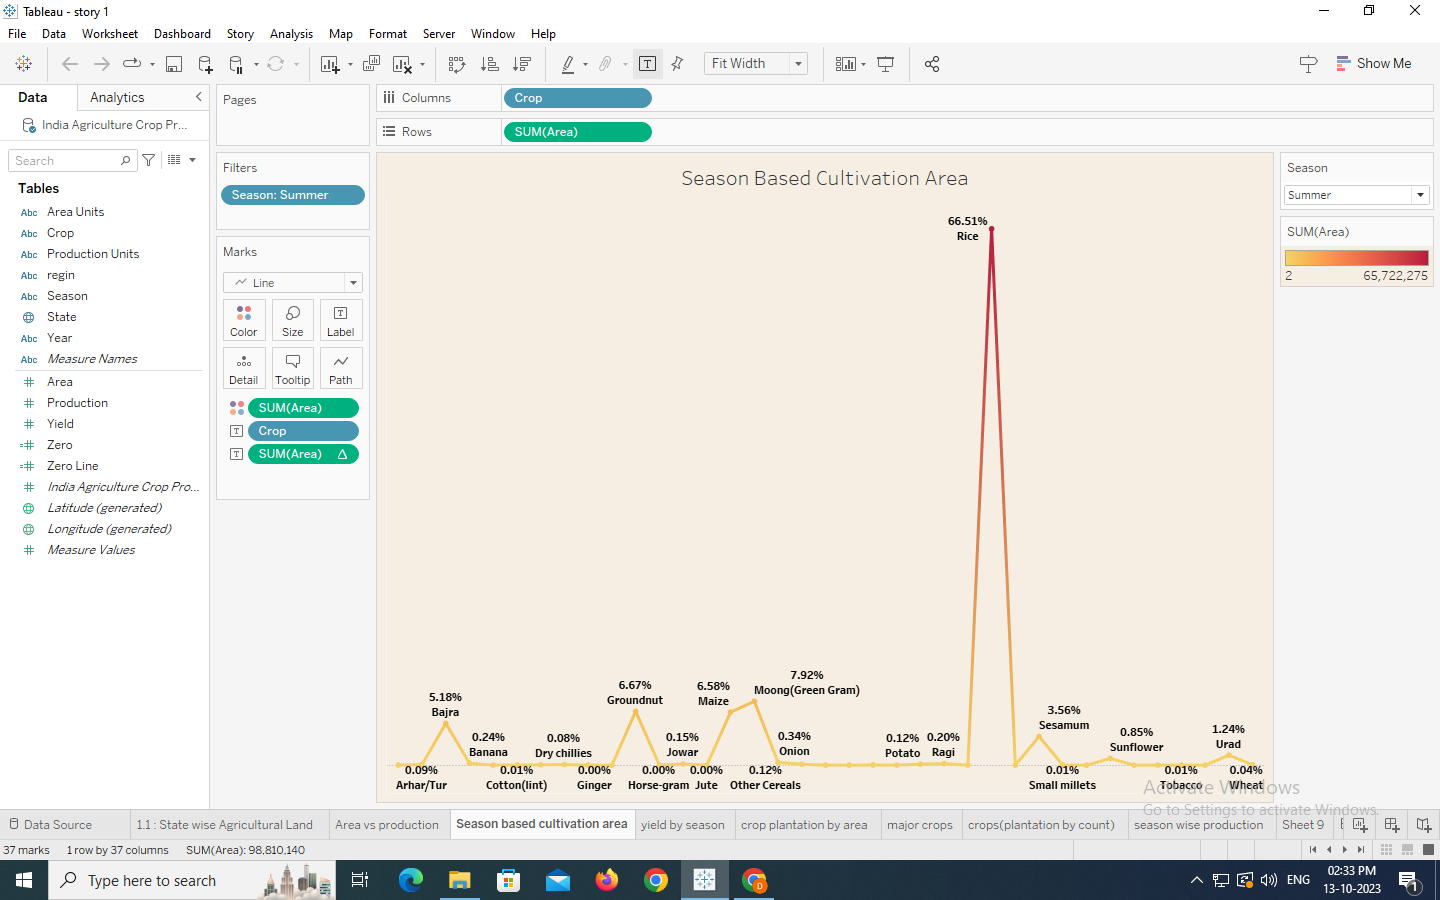 Tableau - story 1
File Data Worksheet Dashboard Story Analysis Map Format Server Window Help
Fit Width
Show Me
Data Analytics
India Agriculture Crop Pr...
Search
Tables
Abc Area Units
Abc Crop
Abc Production Units
Abc regin
Abc Season
State
Abc Year
Abc Measure Names
# Area
# Production
# Yield
=# Zero
=# Zero Line
# India Agriculture Crop Pro...
Latitude (generated)
Longitude (generated)
# Measure Values
Pages
Filters
Season: Summer
Marks
Line
Color Size Label
Detail Tooltip Path
SUM(Area)
Crop
SUM(Area) Δ
Columns Crop
Rows SUM(Area)
Season Based Cultivation Area
66.51%
Rice
7.92%
Moong(Green Gram)
6.67%
Groundnut
6.58%
Maize
5.18%
Bajra
3.56%
Sesamum
1.24%
Urad
0.85%
Sunflower
0.24%
Banana
0.08%
Dry chillies
0.15%
Jowar
0.34%
Onion
0.12%
Potato
0.20%
Ragi
0.09%
Arhar/Tur
0.01%
Cotton(lint)
0.00%
Ginger
0.00%
Horse-gram
0.00%
Jute
0.12%
Other Cereals
0.01%
Small millets
0.01%
Tobacco
0.04%
Wheat
Season
Summer
SUM(Area)
2 65,722,275
Activate Windows
Go to Settings to activate Windows.
Data Source 1.1 : State wise Agricultural Land Area vs production Season based cultivation area yield by season crop plantation by area major crops crops(plantation by count) season wise production Sheet 9
37 marks 1 row by 37 columns SUM(Area): 98,810,140
Type here to search
ENG
02:33 PM
13-10-2023
1